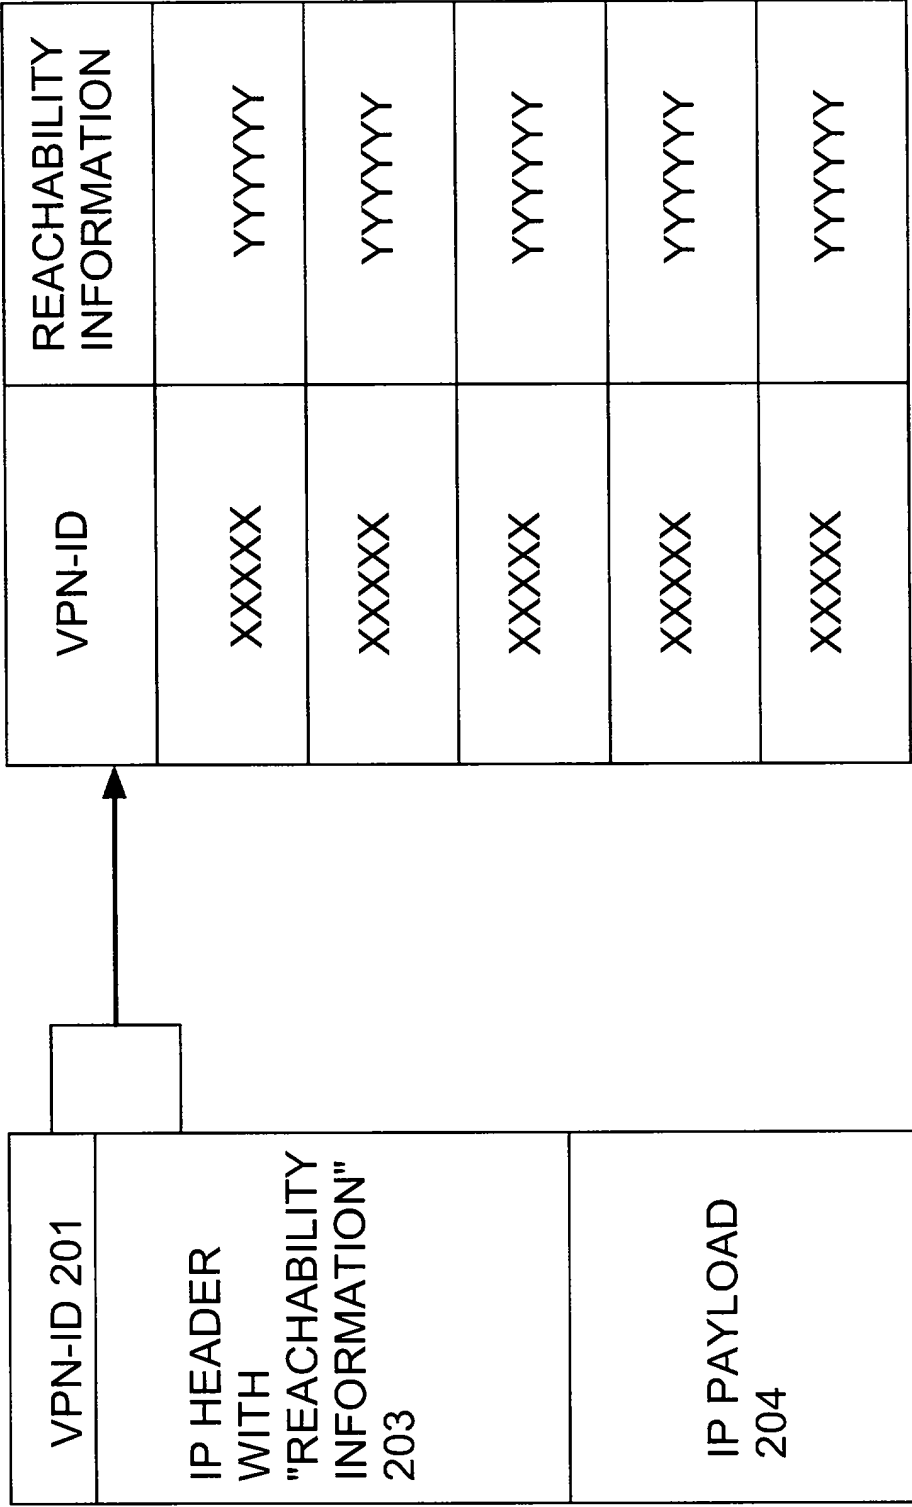 VPN-ID 201
IP HEADER
WITH
"REACHABILITY
INFORMATION"
203
IP PAYLOAD
204
VPN-ID
REACHABILITY
INFORMATION
XXXXX
YYYYYY
XXXXX
YYYYYY
XXXXX
YYYYYY
XXXXX
YYYYYY
XXXXX
YYYYYY